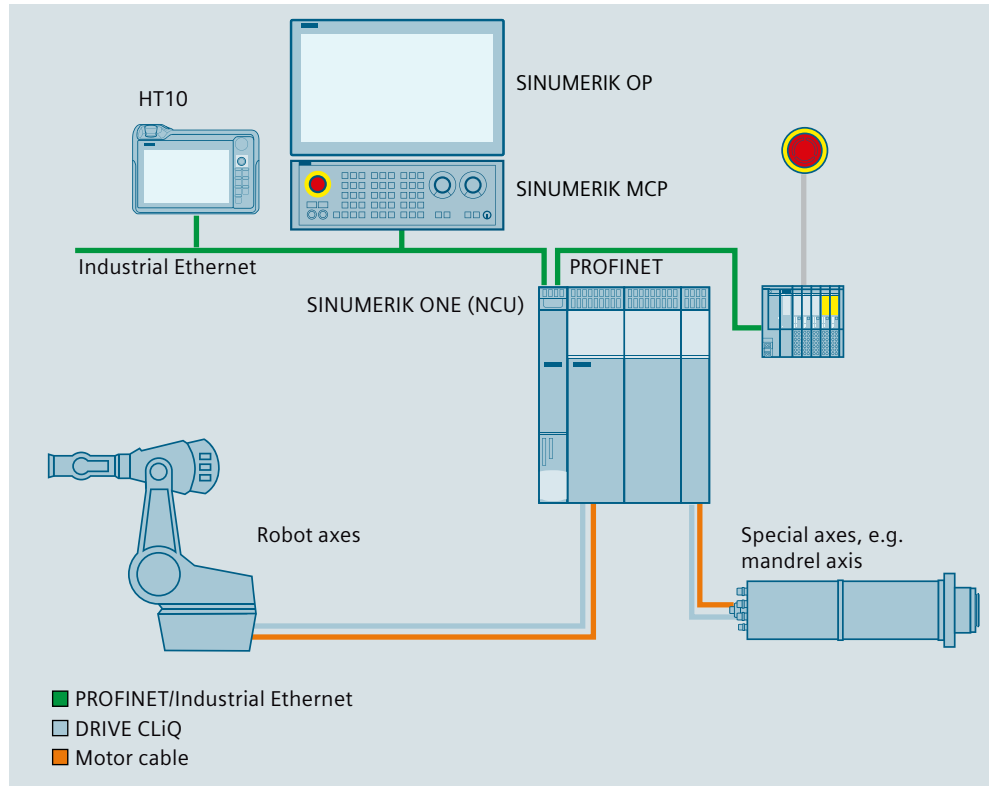 HT10
SINUMERIK OP
SINUMERIK MCP
Industrial Ethernet
PROFINET
SINUMERIK ONE (NCU)
Robot axes
Special axes, e.g.
mandrel axis
PROFINET/Industrial Ethernet
DRIVE CLiQ
Motor cable